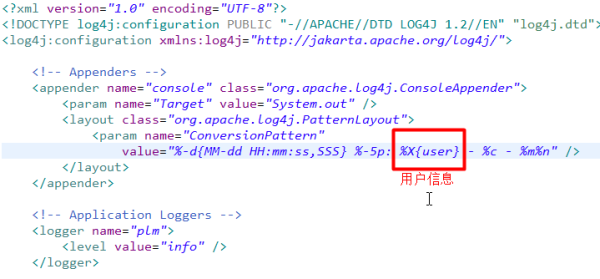 <?xml version="1.0" encoding="UTF-8"?>
<!DOCTYPE log4j:configuration PUBLIC "-//APACHE//DTD LOG4J 1.2//EN" "log4j.dtd">
<log4j:configuration xmlns:log4j="http://jakarta.apache.org/log4j/">
<!-- Appenders -->
<appender name="console" class="org.apache.log4j.ConsoleAppender">
<param name="Target" value="System.out" />
<layout class="org.apache.log4j.PatternLayout">
<param name="ConversionPattern"
value="%-d{MM-dd HH:mm:ss,SSS} %-5p: %X{user} - %c - %m%n" />
</layout>
用户信息
</appender>
<!-- Application Loggers -->
<logger name="plm">
<level value="info" />
</logger>